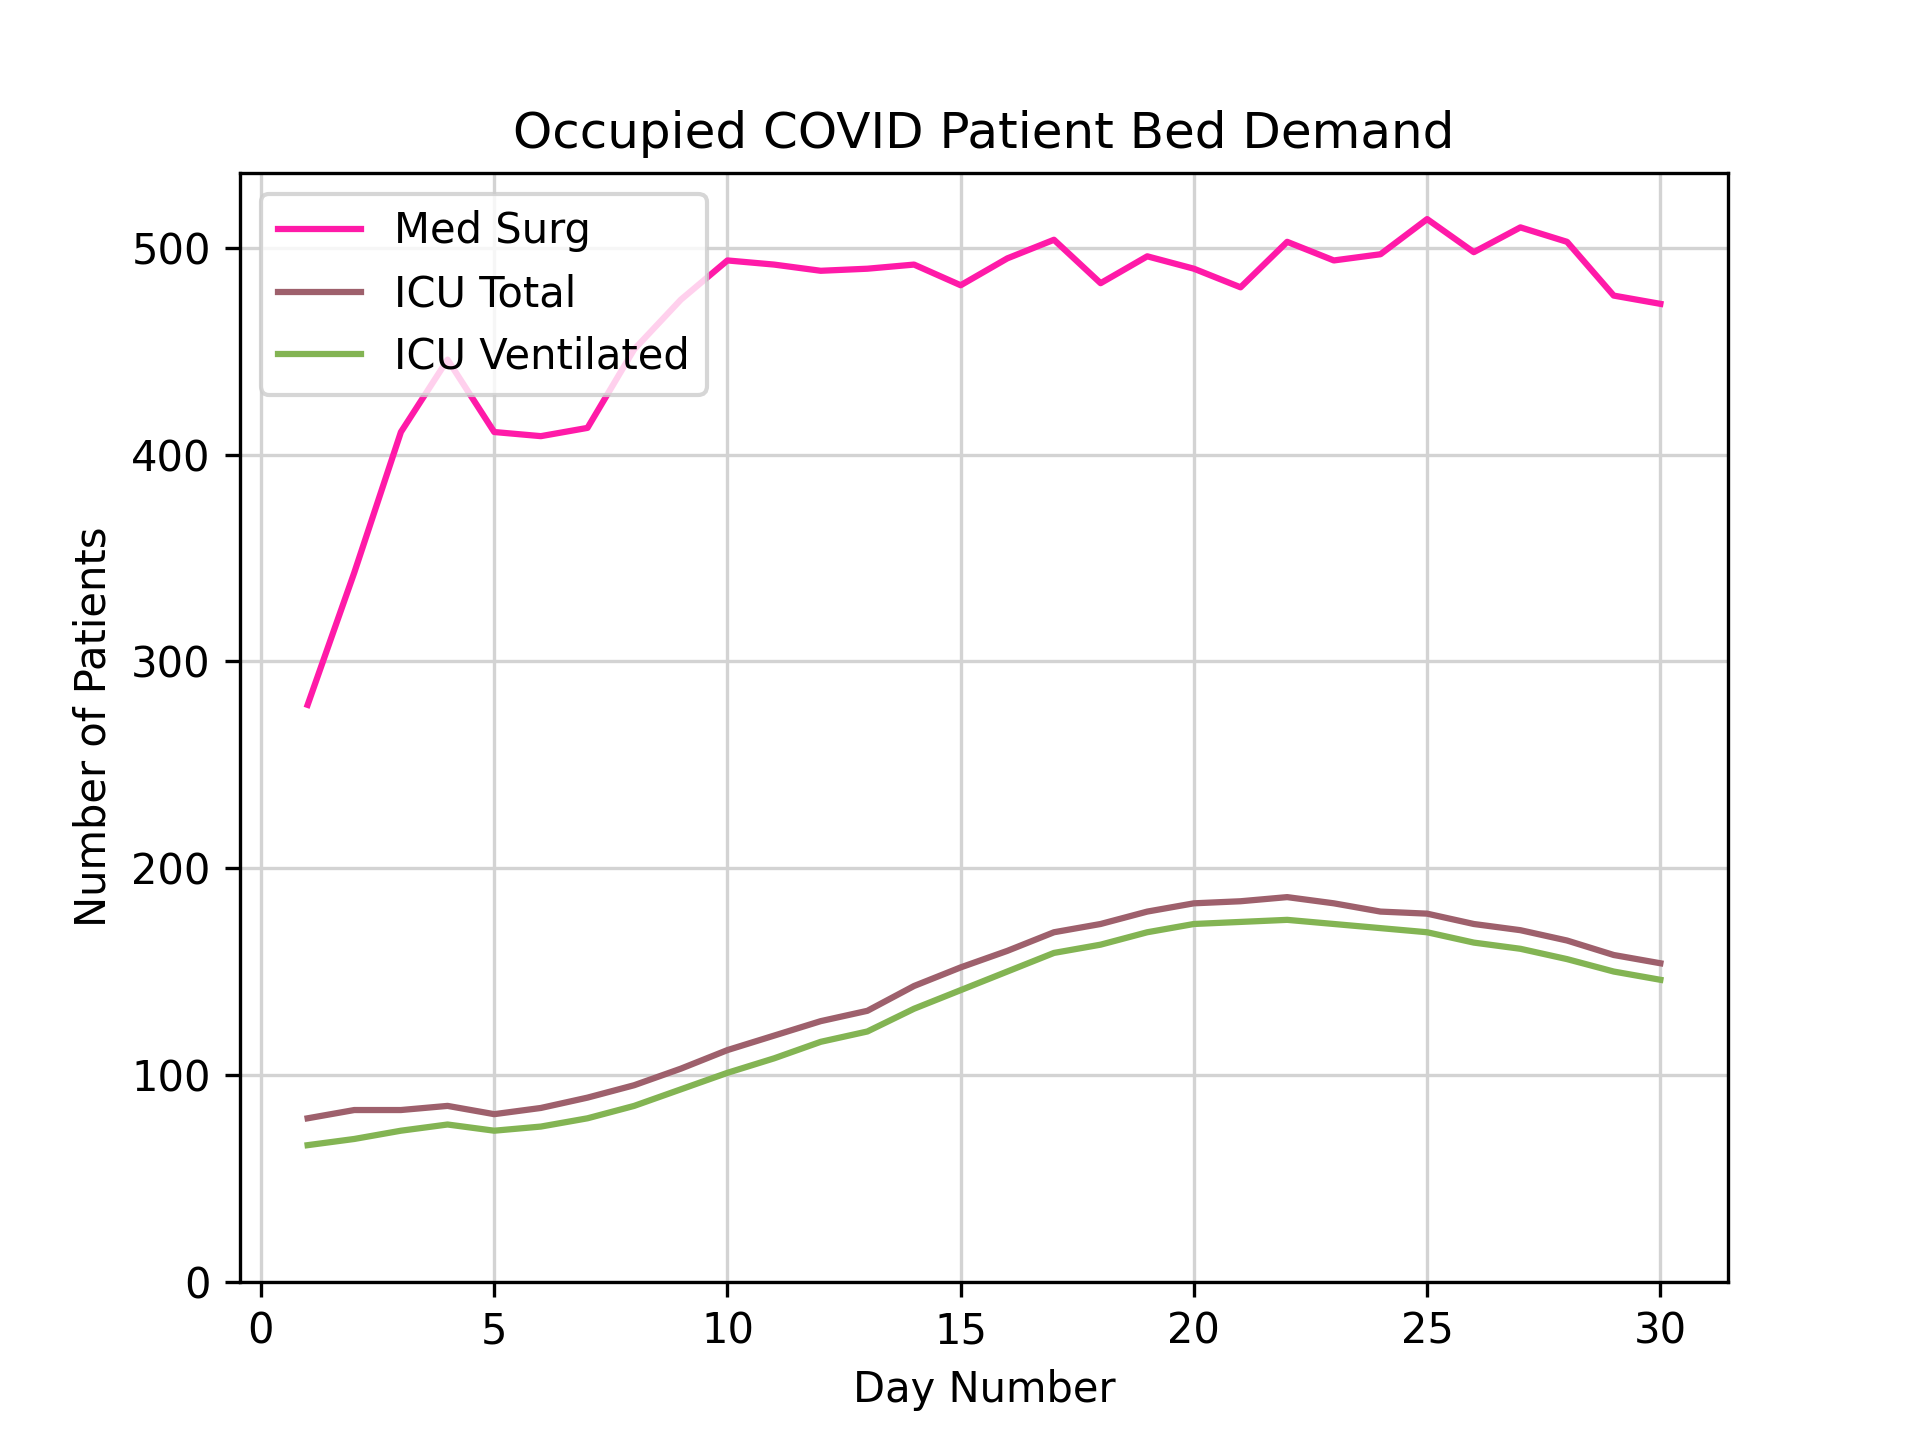 Occupied COVID Patient Bed Demand
Med Surg
ICU Total
ICU Ventilated
Number of Patients
500
400
300
200
100
0
0 5 10 15 20 25 30
Day Number